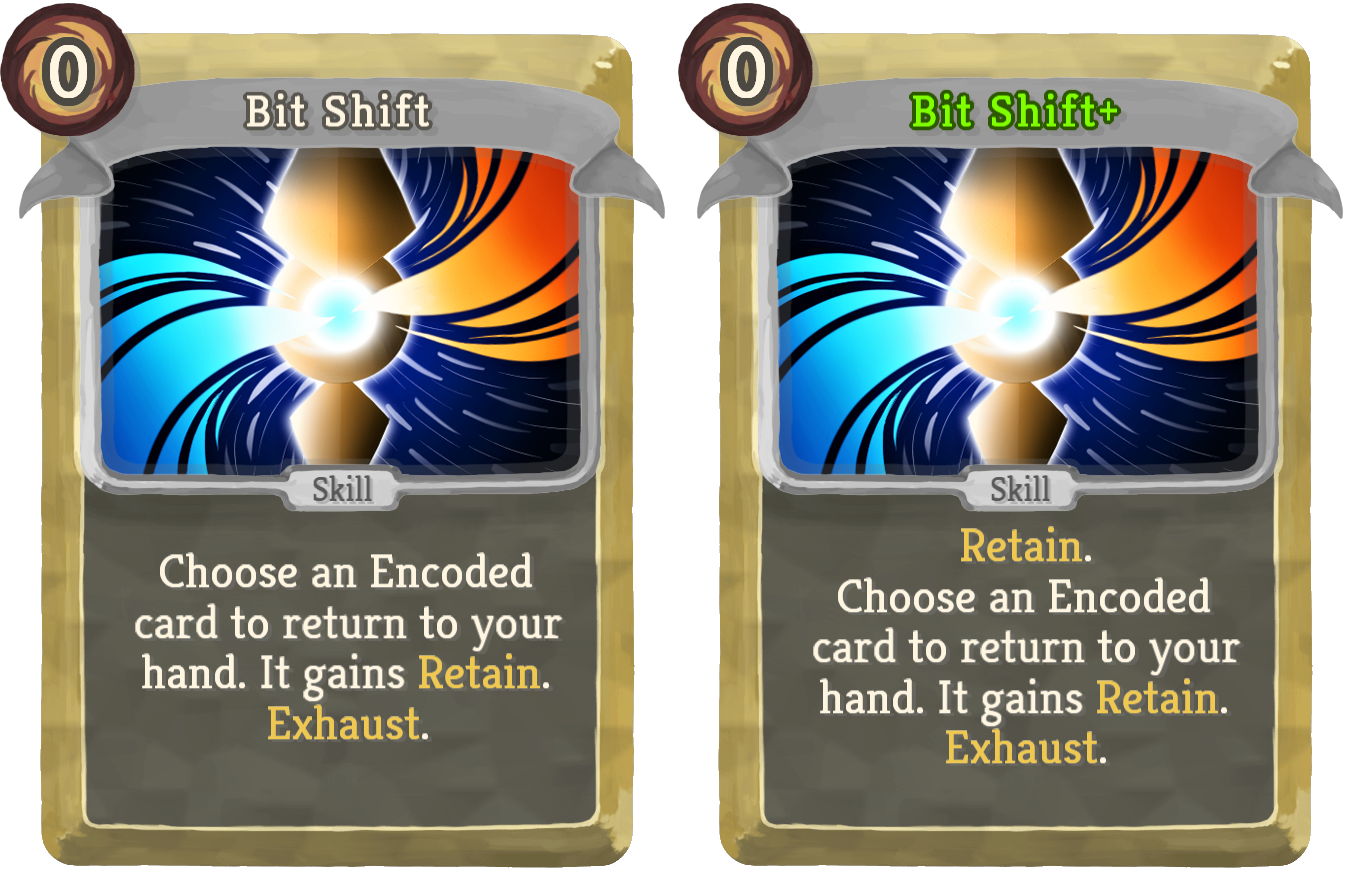 0
Bit Shift
Skill
Choose an Encoded
card to return to your
hand. It gains Retain.
Exhaust.
0
Bit Shift+
Skill
Retain.
Choose an Encoded
card to return to your
hand. It gains Retain.
Exhaust.